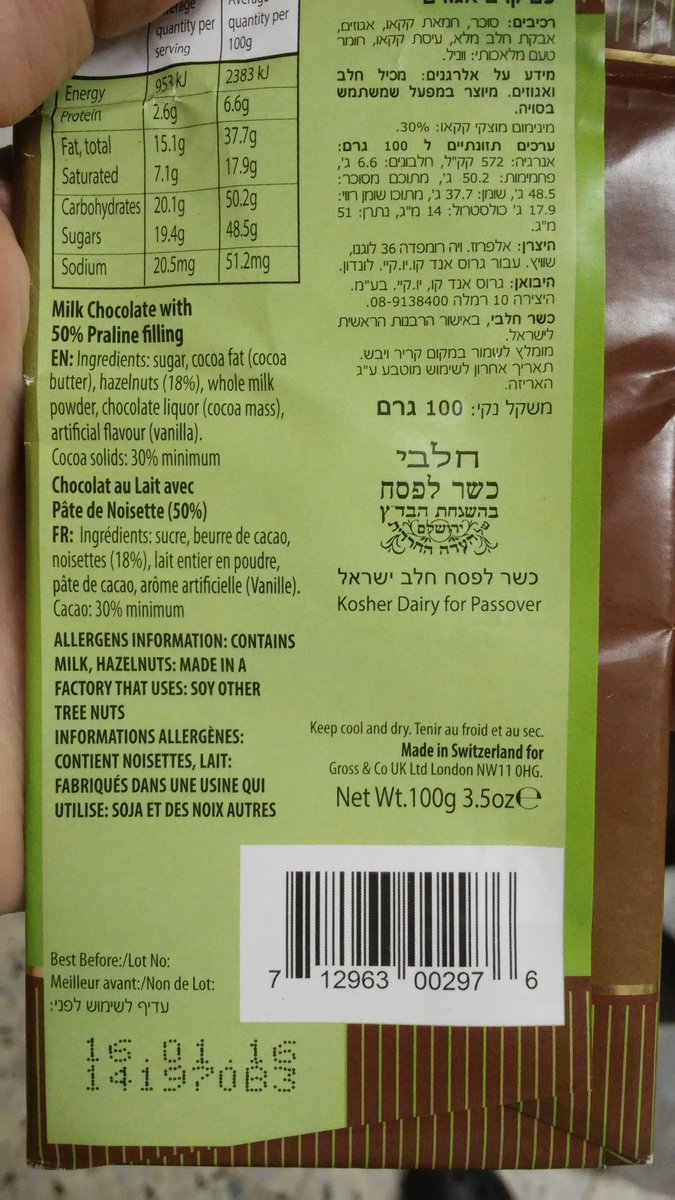 quantity per
serving
quantity per
100g
Energy 953 kJ 2383 kJ
Protein 2.6g 6.6g
Fat, total 15.1g 37.7g
Saturated 7.1g 17.9g
Carbohydrates 20.1g 50.2g
Sugars 19.4g 48.5g
Sodium 20.5mg 51.2mg
Milk Chocolate with
50% Praline filling
EN: Ingredients: sugar, cocoa fat (cocoa
butter), hazelnuts (18%), whole milk
powder, chocolate liquor (cocoa mass),
artificial flavour (vanilla).
Cocoa solids: 30% minimum
Chocolat au Lait avec
Pâte de Noisette (50%)
FR: Ingrédients: sucre, beurre de cacao,
noisettes (18%), lait entier en poudre,
pâte de cacao, arôme artificielle (Vanille).
Cacao: 30% minimum
ALLERGENS INFORMATION: CONTAINS
MILK, HAZELNUTS: MADE IN A
FACTORY THAT USES: SOY OTHER
TREE NUTS
INFORMATIONS ALLERGÈNES:
CONTIENT NOISETTES, LAIT:
FABRIQUÉS DANS UNE USINE QUI
UTILISE: SOJA ET DES NOIX AUTRES
רכיבים: סוכר, חמאת קקאו, אגוזים,
אבקת חלב מלא, עיסת קקאו, חומר
טעם מלאכותי: ווניל.
מידע על אלרגנים: מכיל חלב
ואגוזים. מיוצר במפעל שמשתמש
בסויה.
מינימום מוצקי קקאו: 30%.
ערכים תזונתיים ל 100 גרם:
אנרגיה: 572 קק"ל, חלבונים: 6.6 ג',
פחמימות: 50.2 ג', מתוכם מסוכר:
48.5 ג', שומן: 37.7 ג', מתוכו שומן רווי:
17.9 ג' כולסטרול: 14 מ"ג, נתרן: 51
מ"ג.
היצרן: אלפרוז. ויה רומפדה 36 לוגנו,
שוויץ. עבור גרוס אנד קו.יו.קיי. לונדון.
היבואן: גרוס אנד קו, יו.קיי. בע"מ.
היצירה 10 רמלה 08-9138400.
כשר חלבי, באישור הרבנות הראשית
לישראל.
מומלץ לשמור במקום קריר ויבש.
תאריך אחרון לשימוש מוטבע ע"ג
האריזה.
משקל נקי: 100 גרם
חלבי
כשר לפסח
בהשגחת הבד"ץ
ירושלם
כשר לפסח חלב ישראל
Kosher Dairy for Passover
Keep cool and dry. Tenir au froid et au sec.
Made in Switzerland for
Gross & Co UK Ltd London NW11 0HG.
Net Wt.100g 3.5oz℮
7 12963 00297 6
Best Before:/Lot No:
Meilleur avant:/Non de Lot:
עדיף לשימוש לפני:
16.01.16
14197083